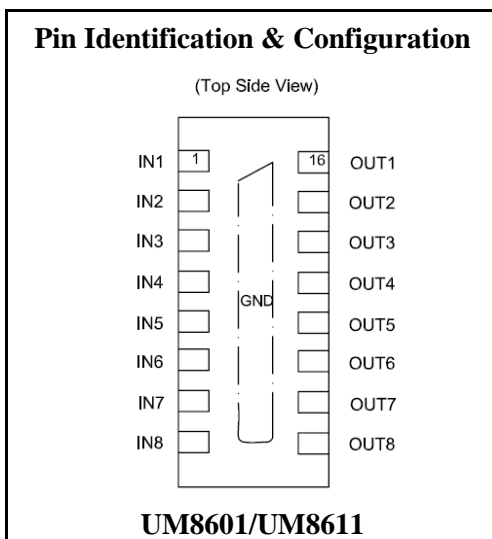 Pin Identification & Configuration
(Top Side View)
IN1 1 16 OUT1
IN2 OUT2
IN3 OUT3
IN4 OUT4
GND
IN5 OUT5
IN6 OUT6
IN7 OUT7
IN8 OUT8
UM8601/UM8611